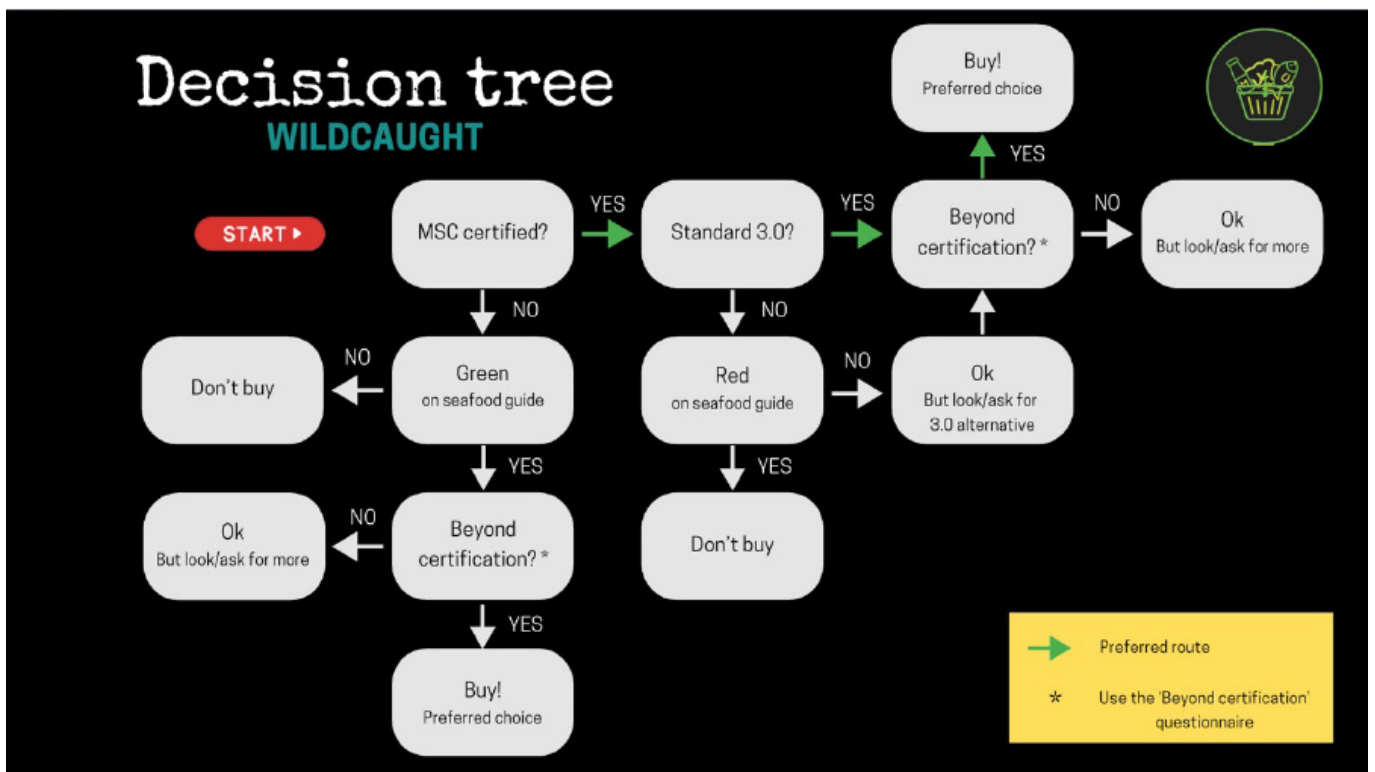 Decision tree
WILDCAUGHT
START
MSC certified?
YES
Standard 3.0?
YES
Beyond
certification? *
YES
Buy!
Preferred choice
NO
Ok
But look/ask for more
NO
Green
on seafood guide
NO
Don't buy
YES
Beyond
certification? *
NO
Ok
But look/ask for more
YES
Buy!
Preferred choice
NO
Red
on seafood guide
NO
Ok
But look/ask for
3.0 alternative
YES
Don't buy
Preferred route
* Use the 'Beyond certification'
questionnaire